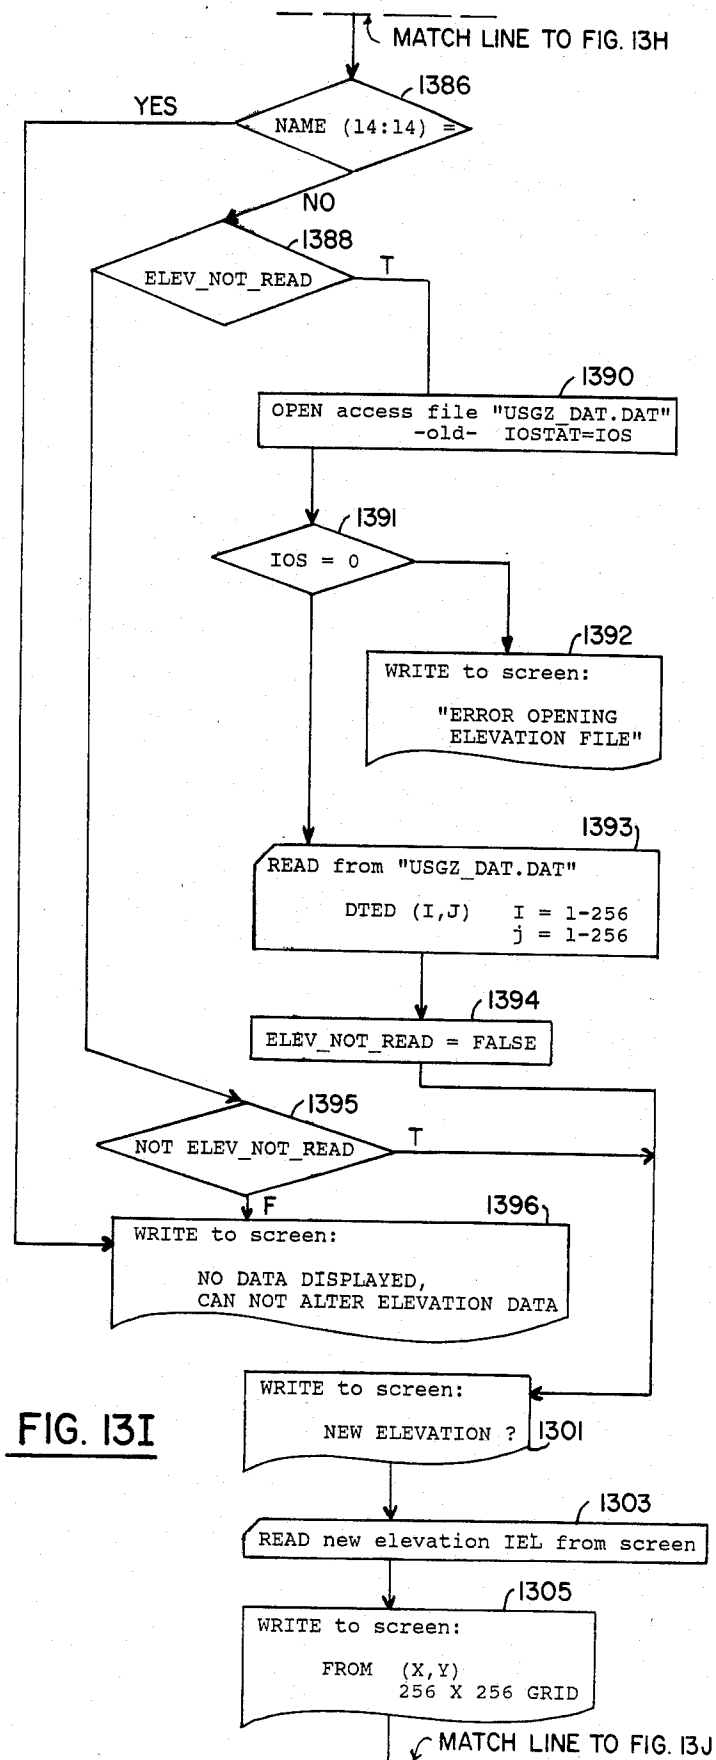 MATCH LINE TO FIG. 13H
1386
YES
NAME (14:14) =
NO
1388
T
ELEV_NOT_READ
1390
OPEN access file "USGZ_DAT.DAT"
-old- IOSTAT=IOS
1391
IOS = 0
1392
WRITE to screen:
"ERROR OPENING
ELEVATION FILE"
1393
READ from "USGZ_DAT.DAT"
DTED (I,J) I = 1-256
j = 1-256
1394
ELEV_NOT_READ = FALSE
1395
NOT ELEV_NOT_READ
T
F
1396
WRITE to screen:
NO DATA DISPLAYED,
CAN NOT ALTER ELEVATION DATA
WRITE to screen:
NEW ELEVATION ?
1301
FIG. 13I
1303
READ new elevation IEL from screen
1305
WRITE to screen:
FROM (X,Y)
256 X 256 GRID
MATCH LINE TO FIG. 13J